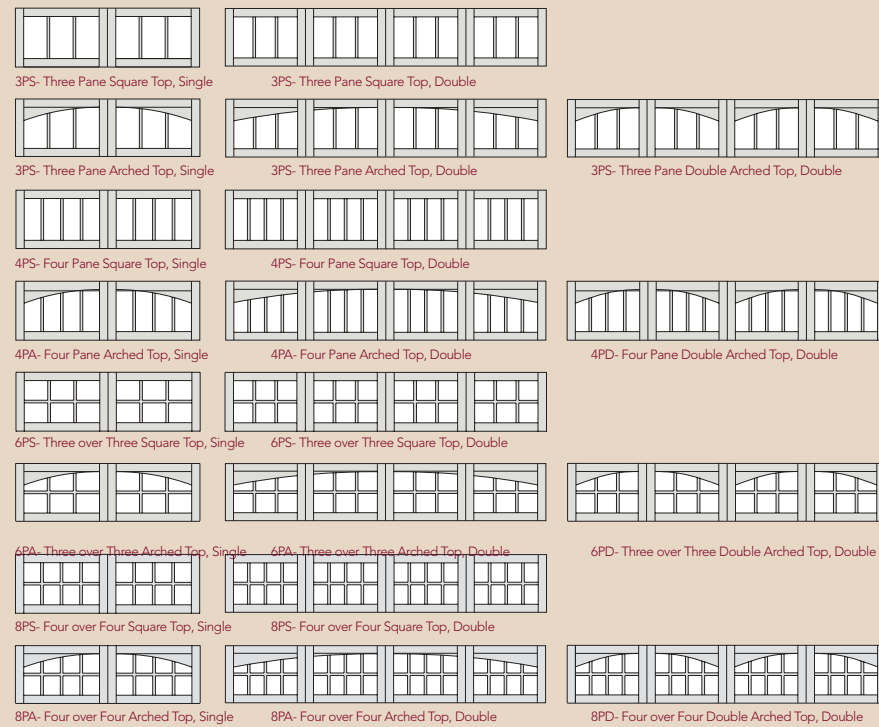 3PS- Three Pane Square Top, Single
3PS- Three Pane Square Top, Double
3PS- Three Pane Arched Top, Single
3PS- Three Pane Arched Top, Double
3PS- Three Pane Double Arched Top, Double
4PS- Four Pane Square Top, Single
4PS- Four Pane Square Top, Double
4PA- Four Pane Arched Top, Single
4PA- Four Pane Arched Top, Double
4PD- Four Pane Double Arched Top, Double
6PS- Three over Three Square Top, Single
6PS- Three over Three Square Top, Double
6PA- Three over Three Arched Top, Single
6PA- Three over Three Arched Top, Double
6PD- Three over Three Double Arched Top, Double
8PS- Four over Four Square Top, Single
8PS- Four over Four Square Top, Double
8PA- Four over Four Arched Top, Single
8PA- Four over Four Arched Top, Double
8PD- Four over Four Double Arched Top, Double